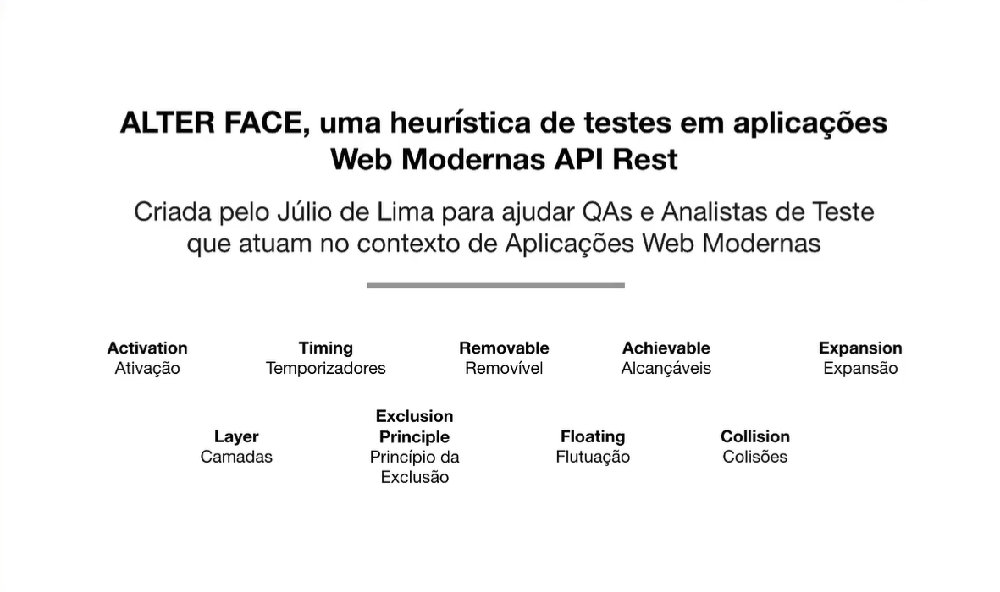 ALTER FACE, uma heurística de testes em aplicações
Web Modernas API Rest
Criada pelo Júlio de Lima para ajudar QAs e Analistas de Teste
que atuam no contexto de Aplicações Web Modernas
Activation
Ativação
Timing
Temporizadores
Removable
Removível
Achievable
Alcançáveis
Expansion
Expansão
Layer
Camadas
Exclusion
Principle
Princípio da
Exclusão
Floating
Flutuação
Collision
Colisões